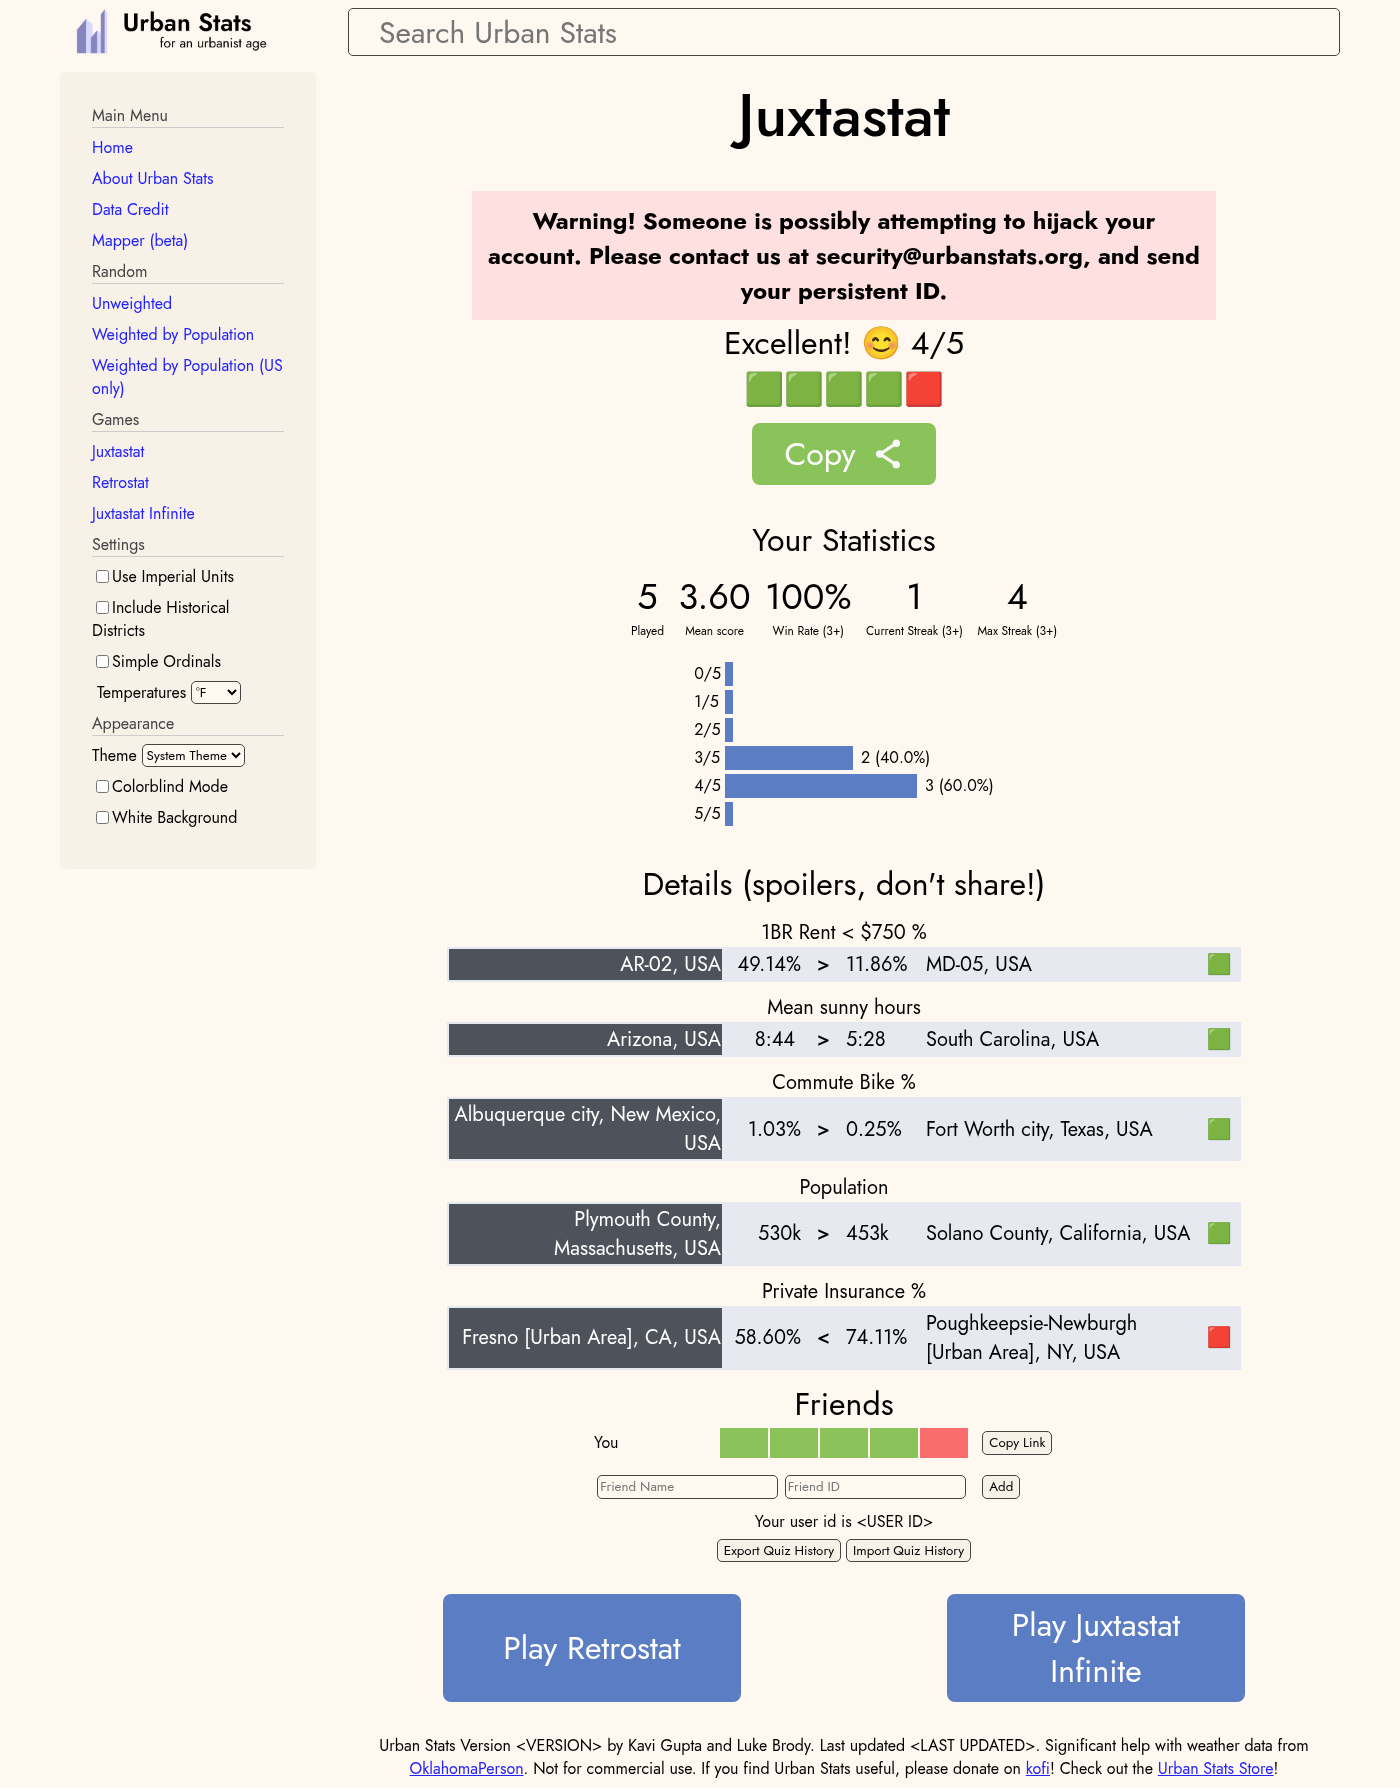 Urban Stats
for an urbanist age
Search Urban Stats
Main Menu
Home
About Urban Stats
Data Credit
Mapper (beta)
Random
Unweighted
Weighted by Population
Weighted by Population (US
only)
Games
Juxtastat
Retrostat
Juxtastat Infinite
Settings
Use Imperial Units
Include Historical
Districts
Simple Ordinals
Temperatures °F
Appearance
Theme System Theme
Colorblind Mode
White Background
Juxtastat
Warning! Someone is possibly attempting to hijack your
account. Please contact us at security@urbanstats.org, and send
your persistent ID.
Excellent! 😊 4/5
🟩🟩🟩🟩🟥
Copy
Your Statistics
5 3.60 100% 1 4
Played Mean score Win Rate (3+) Current Streak (3+) Max Streak (3+)
0/5
1/5
2/5
3/5 2 (40.0%)
4/5 3 (60.0%)
5/5
Details (spoilers, don't share!)
1BR Rent < $750 %
AR-02, USA 49.14% > 11.86% MD-05, USA 🟩
Mean sunny hours
Arizona, USA 8:44 > 5:28 South Carolina, USA 🟩
Commute Bike %
Albuquerque city, New Mexico,
USA 1.03% > 0.25% Fort Worth city, Texas, USA 🟩
Population
Plymouth County,
Massachusetts, USA 530k > 453k Solano County, California, USA 🟩
Private Insurance %
Fresno [Urban Area], CA, USA 58.60% < 74.11% Poughkeepsie-Newburgh
[Urban Area], NY, USA 🟥
Friends
You Copy Link
Friend Name Friend ID Add
Your user id is <USER ID>
Export Quiz History Import Quiz History
Play Retrostat
Play Juxtastat
Infinite
Urban Stats Version <VERSION> by Kavi Gupta and Luke Brody. Last updated <LAST UPDATED>. Significant help with weather data from
OklahomaPerson. Not for commercial use. If you find Urban Stats useful, please donate on kofi! Check out the Urban Stats Store!